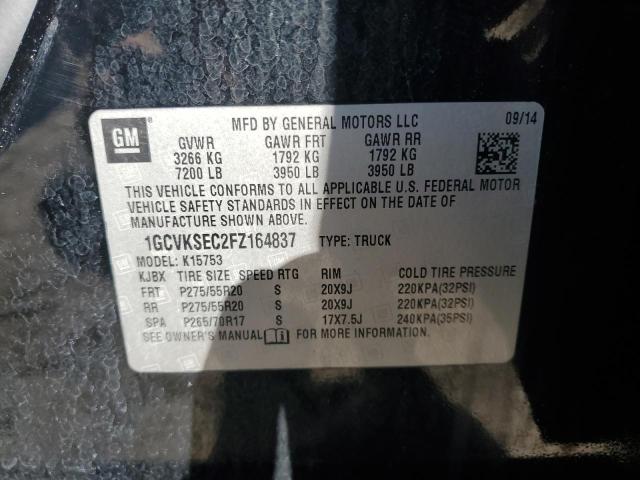 GM ®
MFD BY GENERAL MOTORS LLC 09/14
GVWR GAWR FRT GAWR RR
3266 KG 1792 KG 1792 KG
7200 LB 3950 LB 3950 LB
THIS VEHICLE CONFORMS TO ALL APPLICABLE U.S. FEDERAL MOTOR
VEHICLE SAFETY STANDARDS IN EFFECT ON THE DATE OF
MANUFACTURE SHOWN ABOVE.
1GCVKSEC2FZ164837 TYPE: TRUCK
MODEL: K15753
KJBX TIRE SIZE SPEED RTG RIM COLD TIRE PRESSURE
FRT P275/55R20 S 20X9J 220KPA(32PSI)
RR P275/55R20 S 20X9J 220KPA(32PSI)
SPA P265/70R17 S 17X7.5J 240KPA(35PSI)
SEE OWNER'S MANUAL FOR MORE INFORMATION.